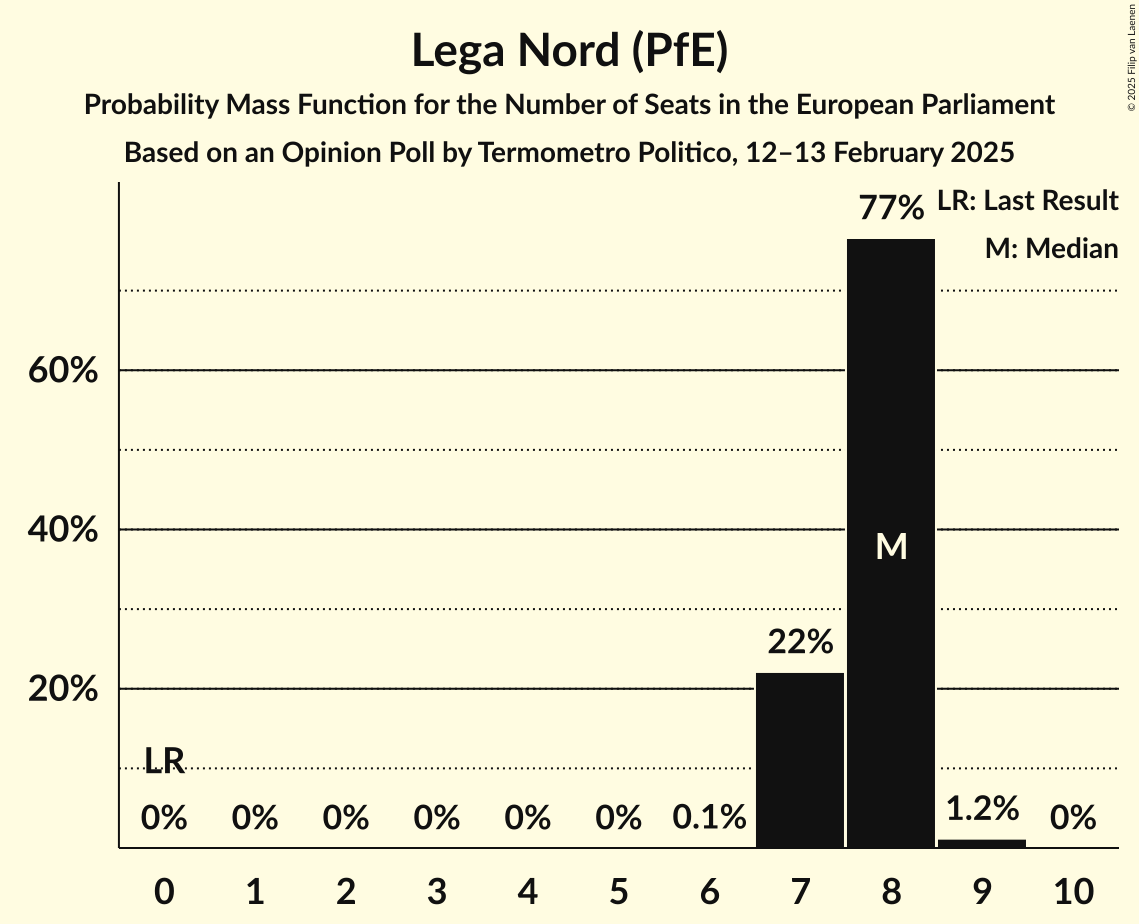 Lega Nord (PfE)
Probability Mass Function for the Number of Seats in the European Parliament
Based on an Opinion Poll by Termometro Politico, 12–13 February 2025
© 2025 Filip van Laenen
77%
LR: Last Result
M: Median
60%
40%
M
22%
20%
LR
0% 0% 0% 0% 0% 0% 0.1% 1.2% 0%
0 1 2 3 4 5 6 7 8 9 10